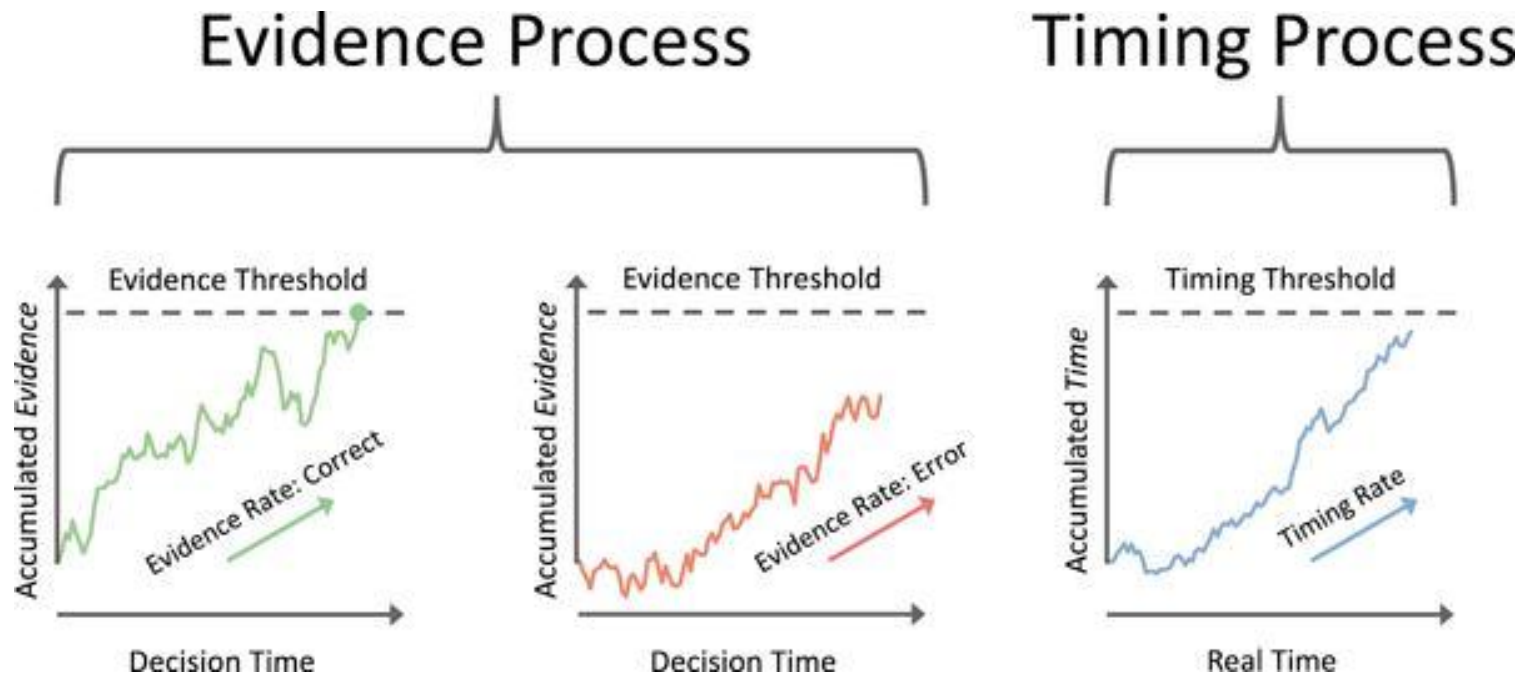 Evidence Process
Timing Process
Evidence Threshold
Accumulated Evidence
Evidence Rate: Correct
Decision Time
Evidence Threshold
Accumulated Evidence
Evidence Rate: Error
Decision Time
Timing Threshold
Accumulated Time
Timing Rate
Real Time